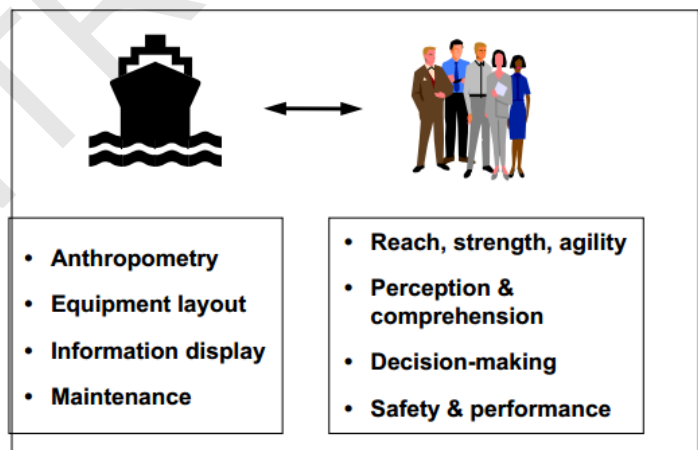 • Anthropometry
• Equipment layout
• Information display
• Maintenance
• Reach, strength, agility
• Perception &
comprehension
• Decision-making
• Safety & performance